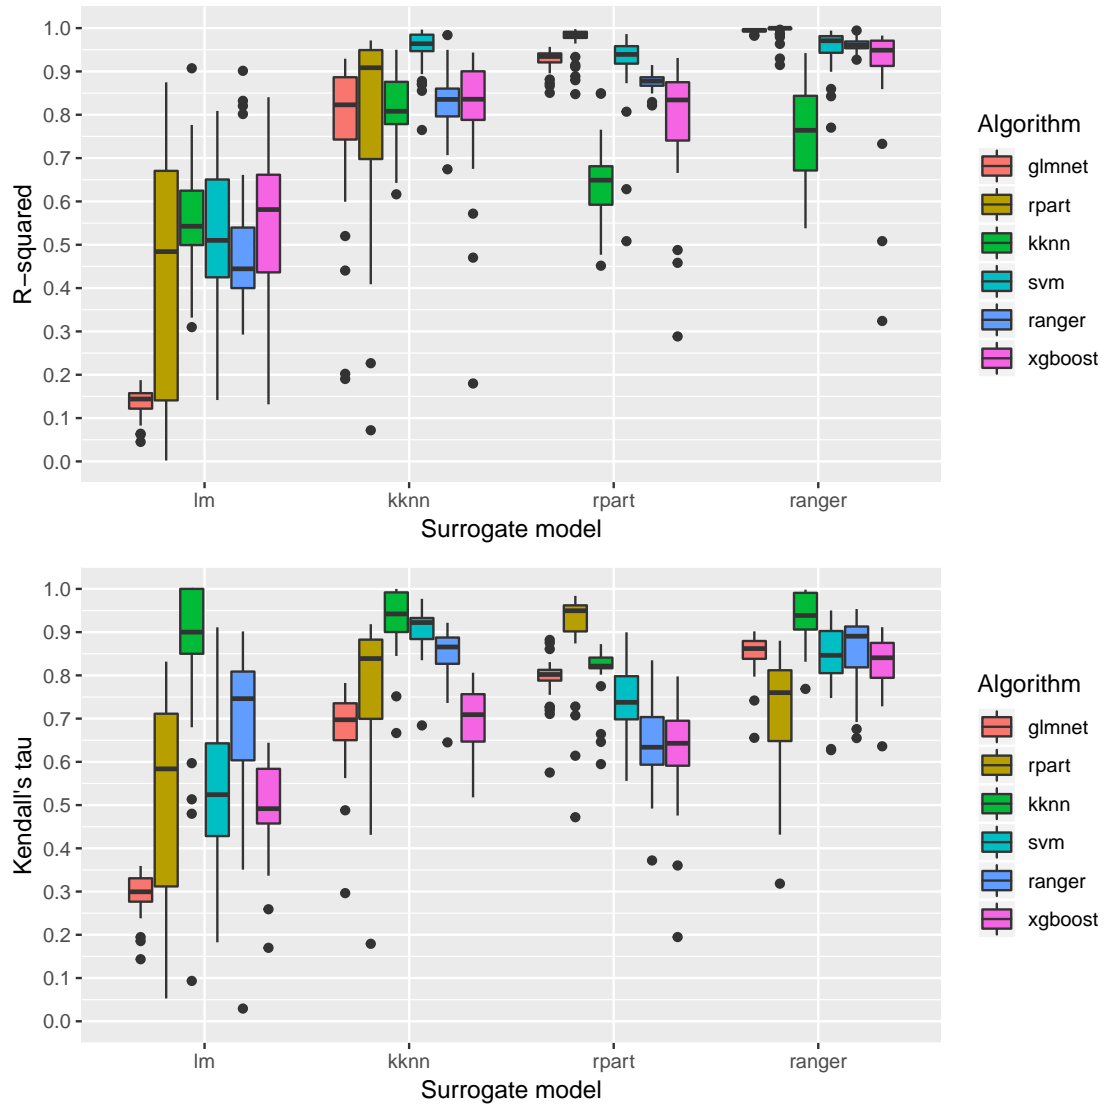 R−squared
1.0
0.9
0.8
0.7
0.6
0.5
0.4
0.3
0.2
0.1
0.0
lm kknn rpart ranger
Surrogate model
Algorithm
glmnet
rpart
kknn
svm
ranger
xgboost
Kendall's tau
1.0
0.9
0.8
0.7
0.6
0.5
0.4
0.3
0.2
0.1
0.0
lm kknn rpart ranger
Surrogate model
Algorithm
glmnet
rpart
kknn
svm
ranger
xgboost